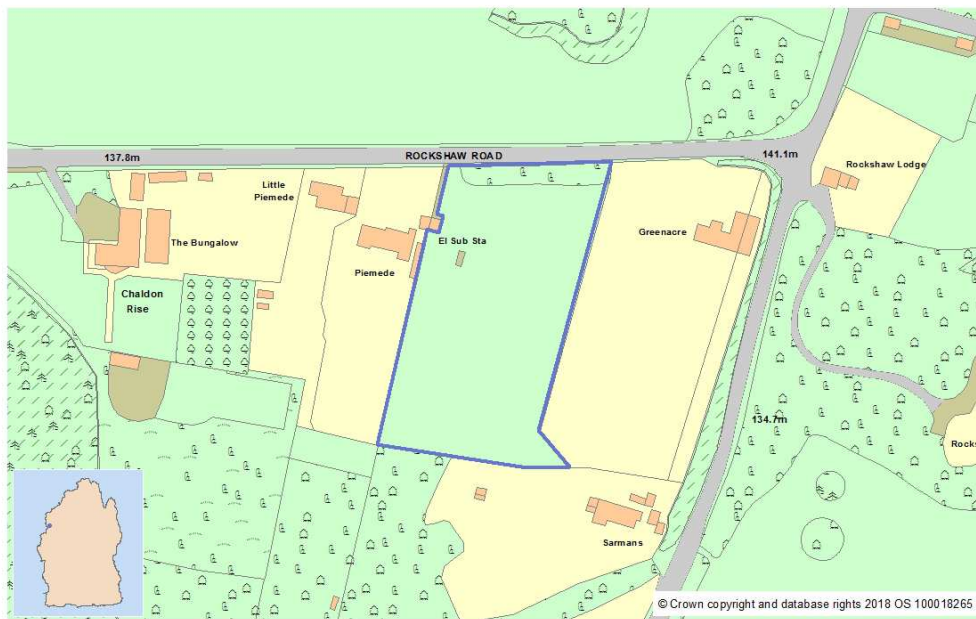 137.8m
ROCKSHAW ROAD
141.1m
Rockshaw Lodge
Little
Piemede
The Bungalow
El Sub Sta
Greenacre
Piemede
Chaldon
Rise
134.7m
Rocks
Sarmans
© Crown copyright and database rights 2018 OS 100018265